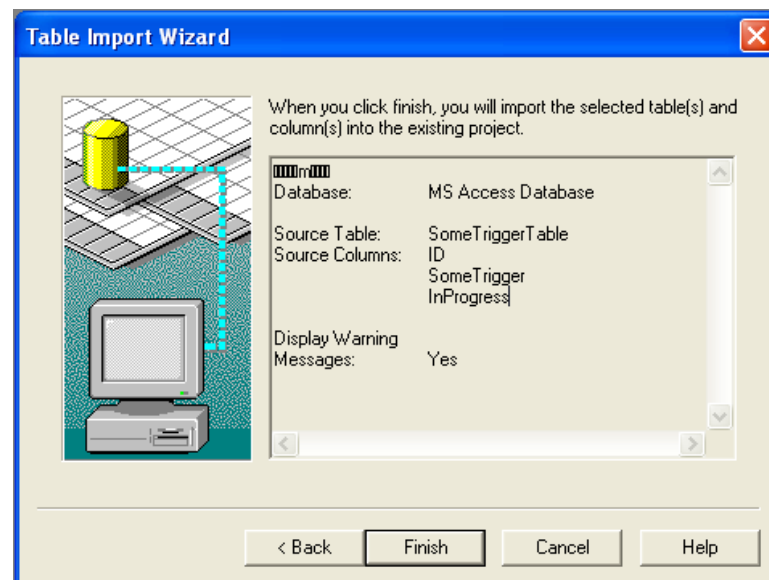 Table Import Wizard
When you click finish, you will import the selected table(s) and
column(s) into the existing project.
Database: MS Access Database
Source Table: SomeTriggerTable
Source Columns: ID
SomeTrigger
InProgress
Display Warning
Messages: Yes
< Back Finish Cancel Help